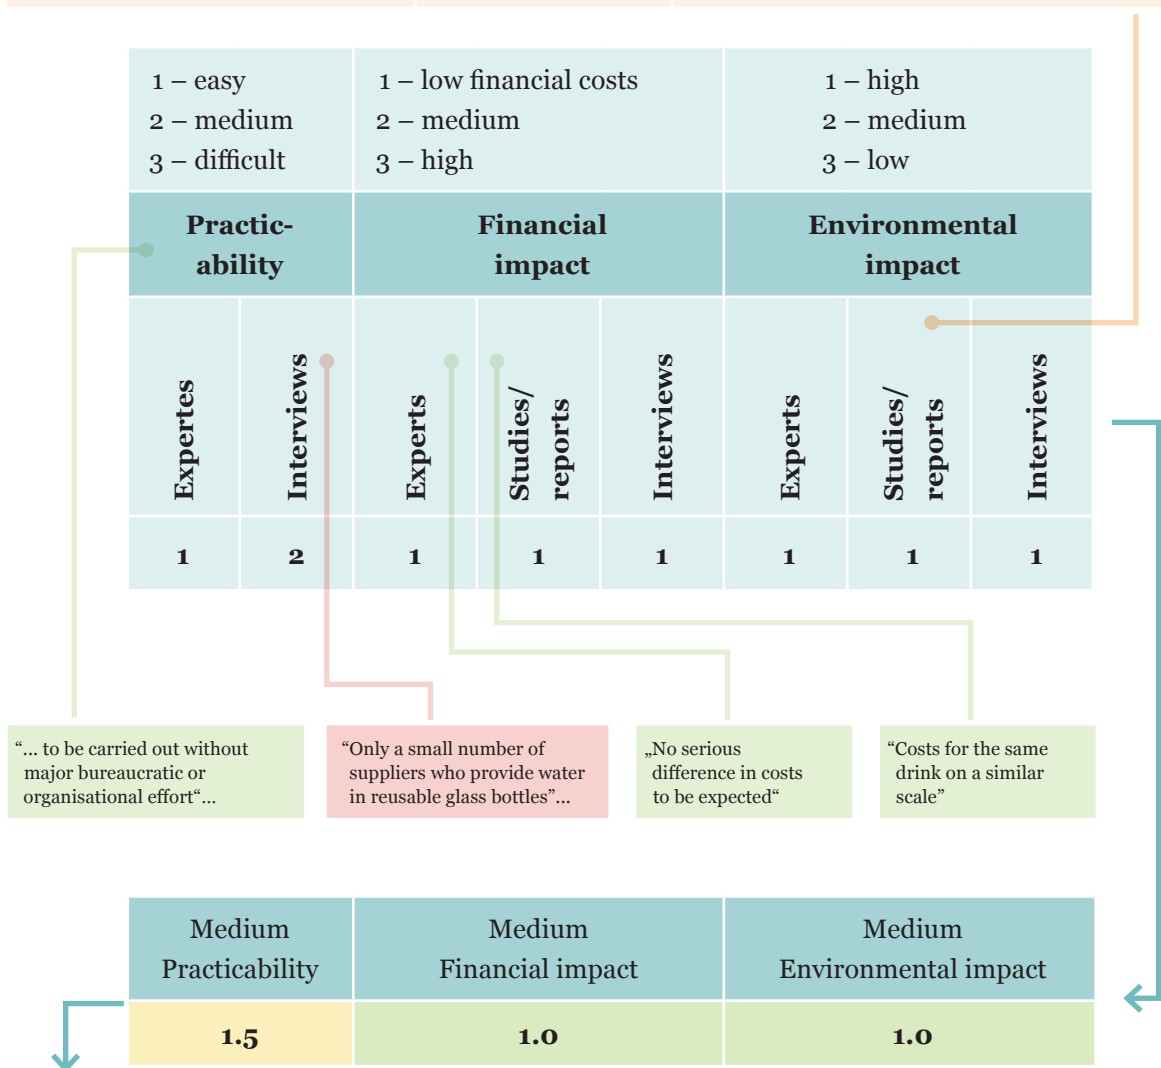 1 – easy
2 – medium
3 – difficult
1 – low financial costs
2 – medium
3 – high
1 – high
2 – medium
3 – low
Practic-
ability
Financial
impact
Environmental
impact
Expertes
Interviews
Experts
Studies/
reports
Interviews
Experts
Studies/
reports
Interviews
1 2 1 1 1 1 1 1
“... to be carried out without
major bureaucratic or
organisational effort“...
“Only a small number of
suppliers who provide water
in reusable glass bottles”...
„No serious
difference in costs
to be expected“
“Costs for the same
drink on a similar
scale”
Medium
Practicability
Medium
Financial impact
Medium
Environmental impact
1.5 1.0 1.0